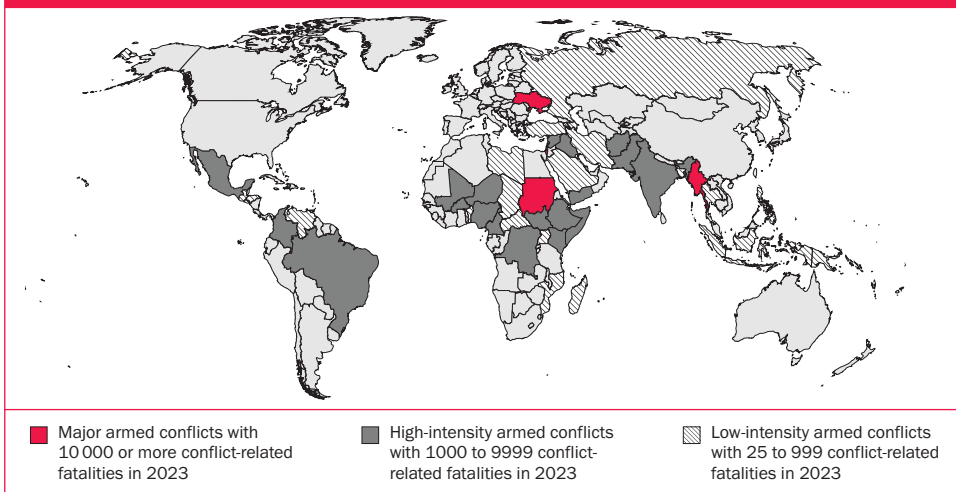 Major armed conflicts with
10 000 or more conflict-related
fatalities in 2023
High-intensity armed conflicts
with 1000 to 9999 conflict-
related fatalities in 2023
Low-intensity armed conflicts
with 25 to 999 conflict-related
fatalities in 2023